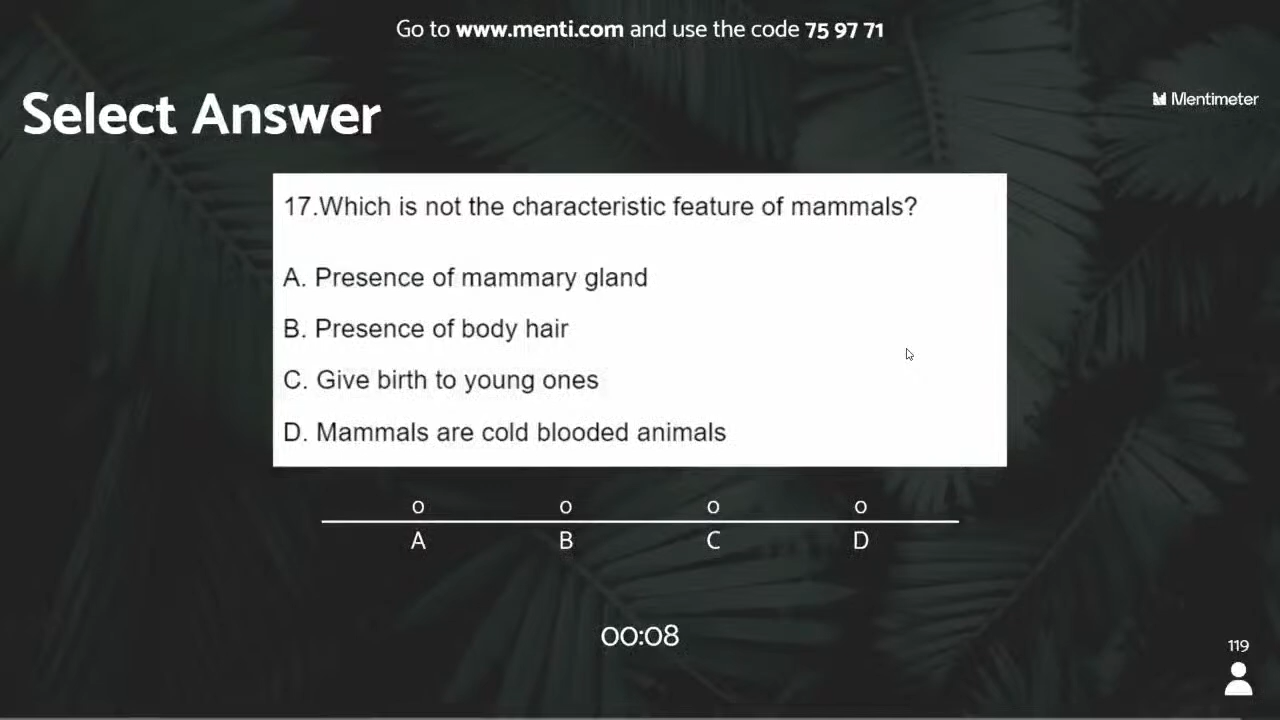 Go to www.menti.com and use the code 75 97 71
Select Answer
Mentimeter
17.Which is not the characteristic feature of mammals?
A. Presence of mammary gland
B. Presence of body hair
C. Give birth to young ones
D. Mammals are cold blooded animals
0 0 0 0
A B C D
00:08
119